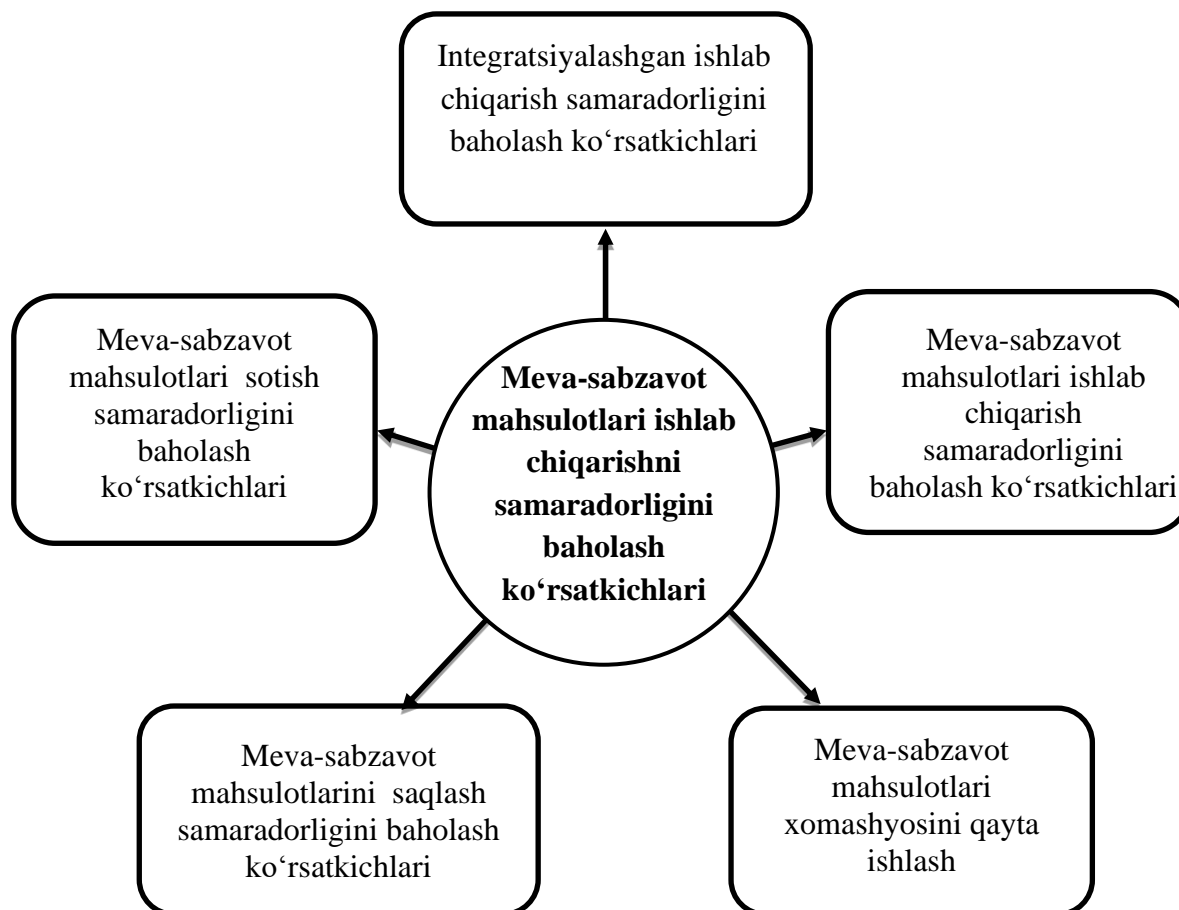 Integratsiyalashgan ishlab
chiqarish samaradorligini
baholash ko‘rsatkichlari
Meva-sabzavot
mahsulotlari sotish
samaradorligini
baholash
ko‘rsatkichlari
Meva-sabzavot
mahsulotlari ishlab
chiqarishni
samaradorligini
baholash
ko‘rsatkichlari
Meva-sabzavot
mahsulotlari ishlab
chiqarish
samaradorligini
baholash ko‘rsatkichlari
Meva-sabzavot
mahsulotlarini saqlash
samaradorligini baholash
ko‘rsatkichlari
Meva-sabzavot
mahsulotlari
xomashyosini qayta
ishlash